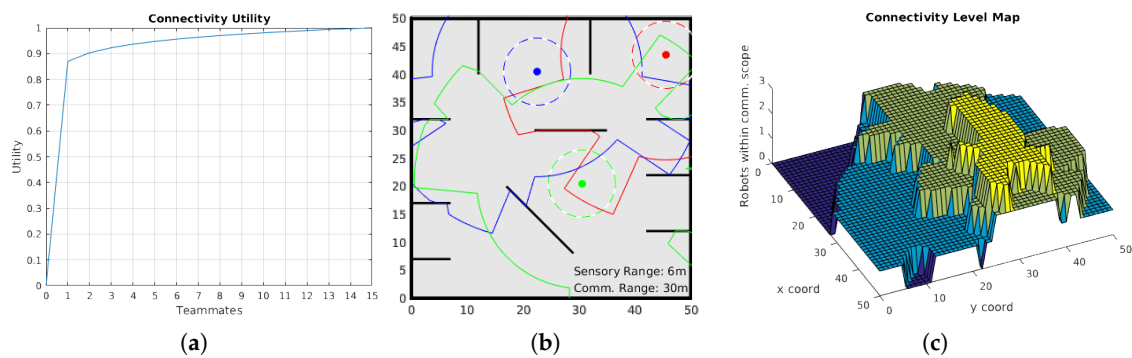 Connectivity Utility
1
0.9
0.8
0.7
0.6
0.5
0.4
0.3
0.2
0.1
0
Utility
0 1 2 3 4 5 6 7 8 9 10 11 12 13 14 15
Teammates
(a)
50
45
40
35
30
25
20
15
10
5
0
Sensory Range: 6m
Comm. Range: 30m
0 10 20 30 40 50
(b)
Connectivity Level Map
Robots within comm. scope
3
2
1
0
0
10
20
30
40
50
x coord
0
10
20
30
40
50
y coord
(c)